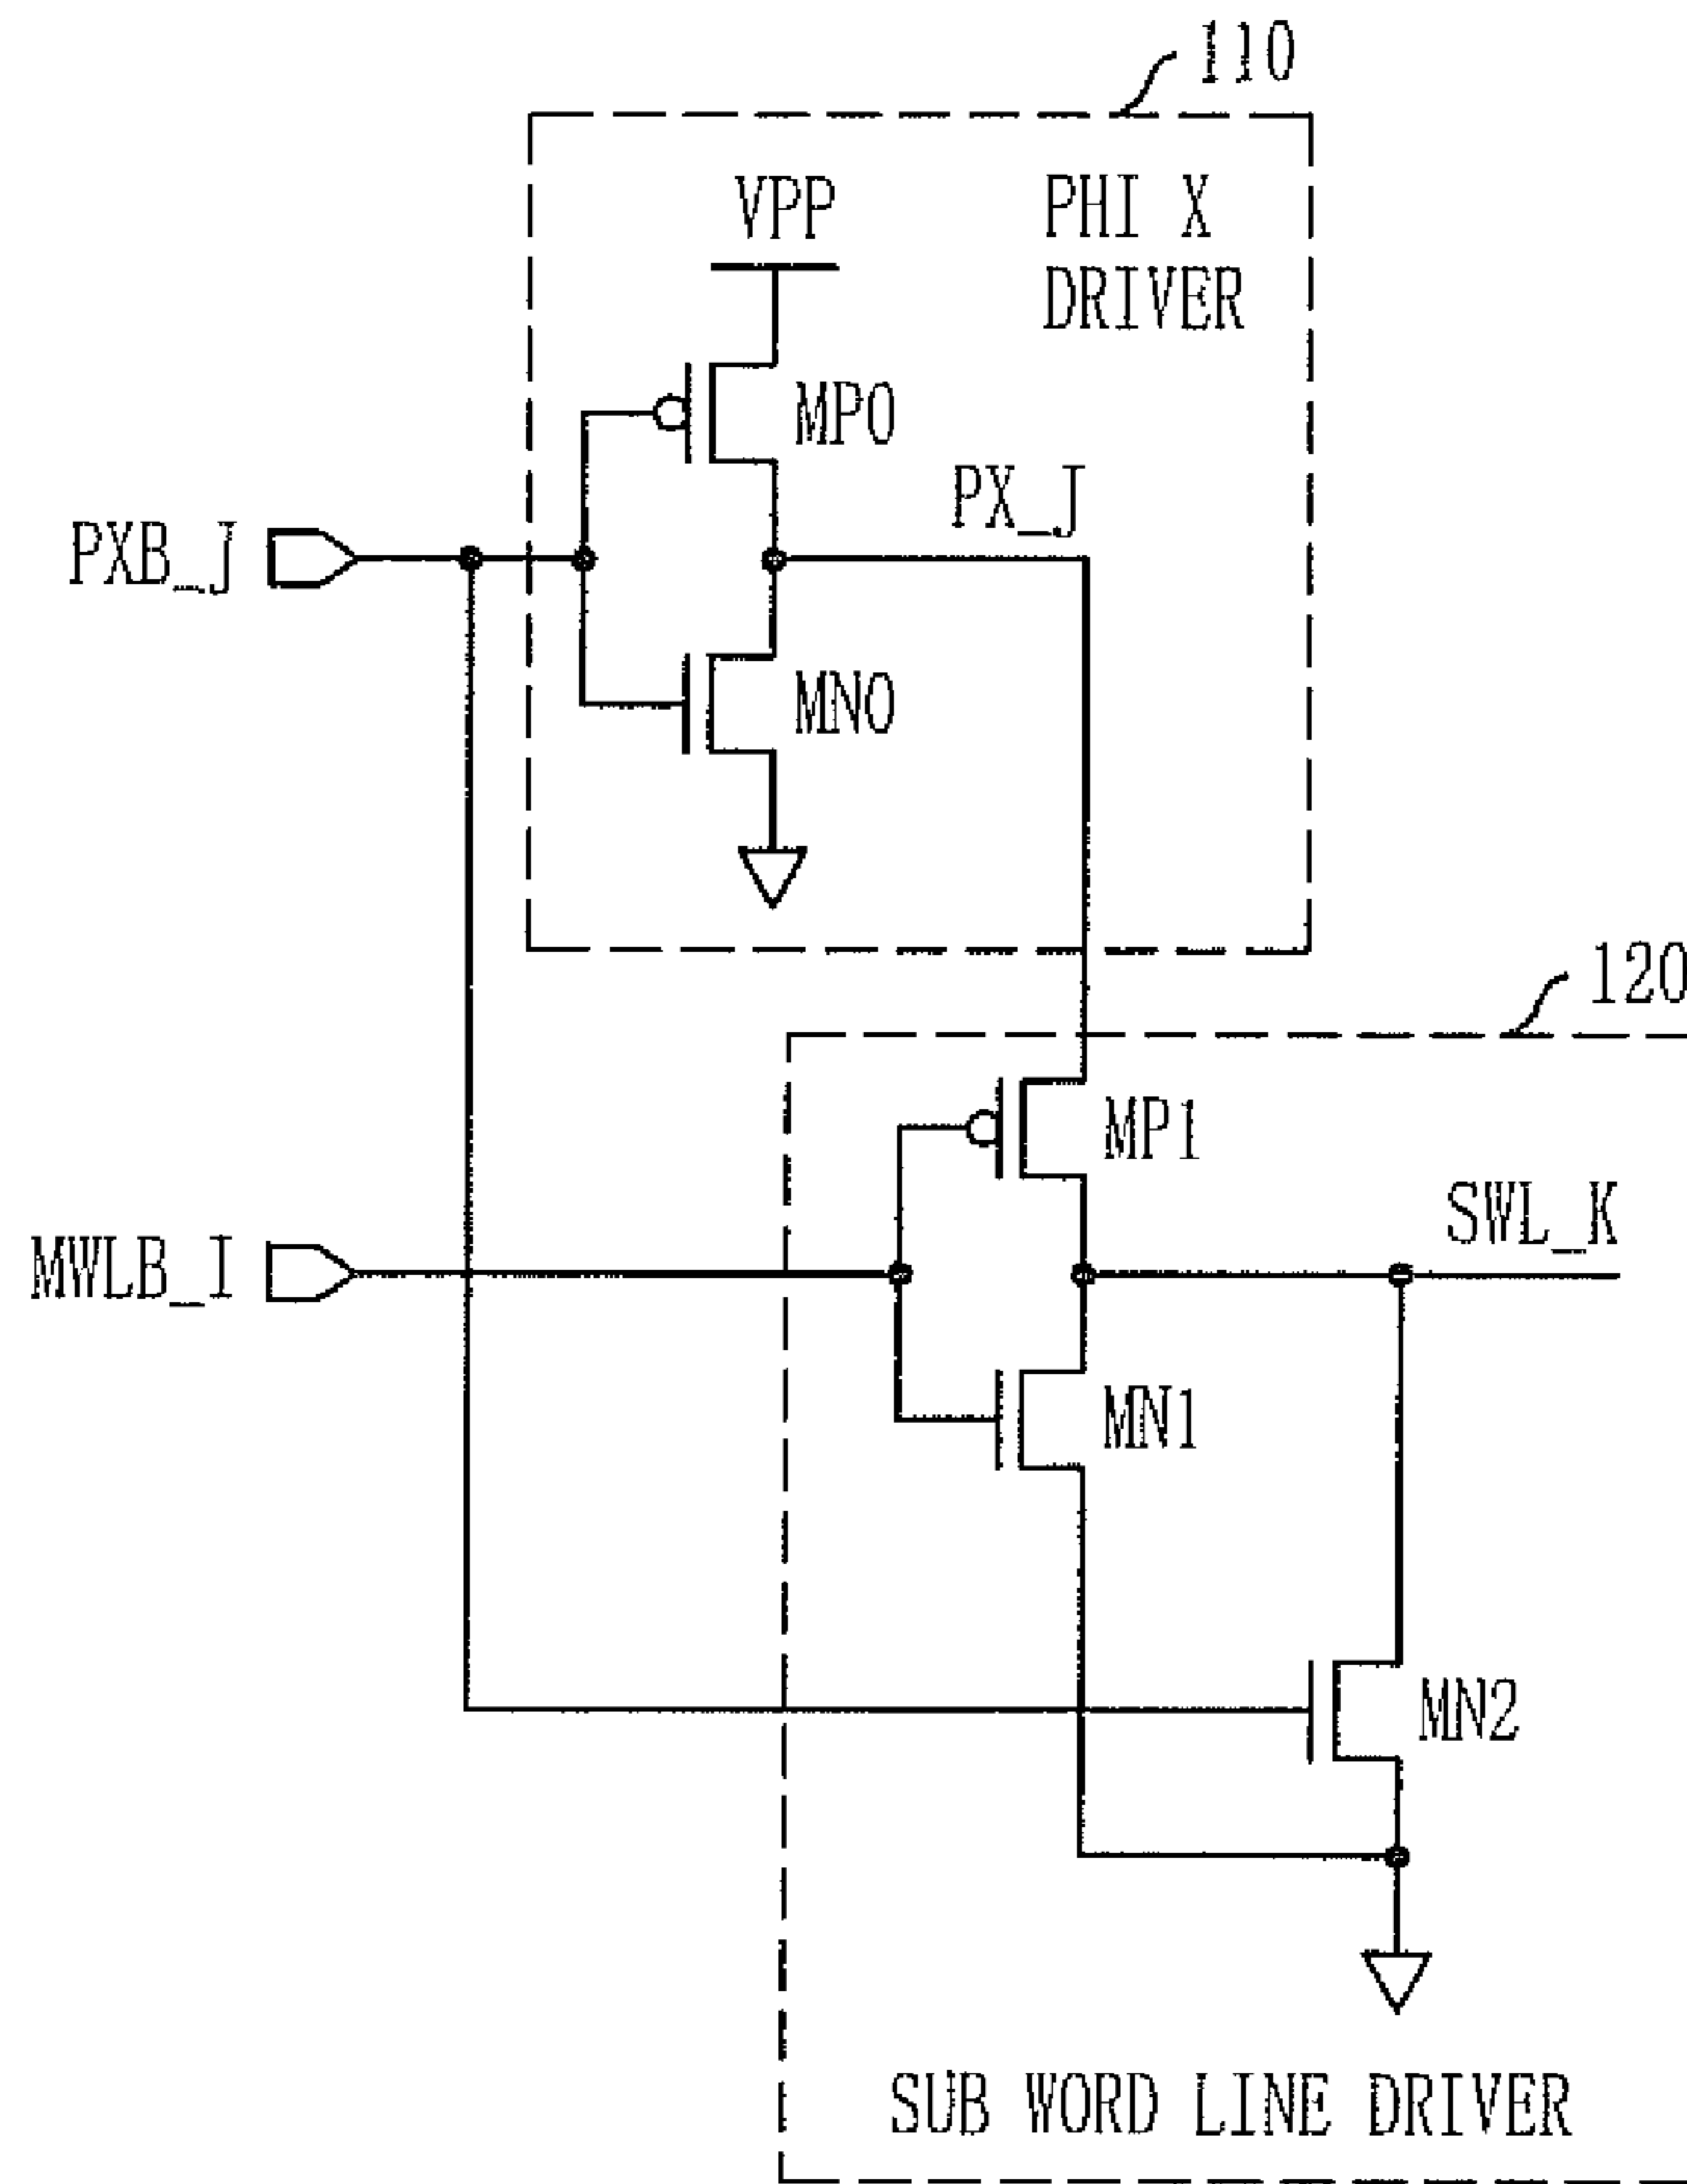 110
VPP
PHI X
DRIVER
MP0
PX_J
PXB_J
MN0
120
MP1
SWL_K
MWLB_I
MN1
MN2
SUB WORD LINE DRIVER